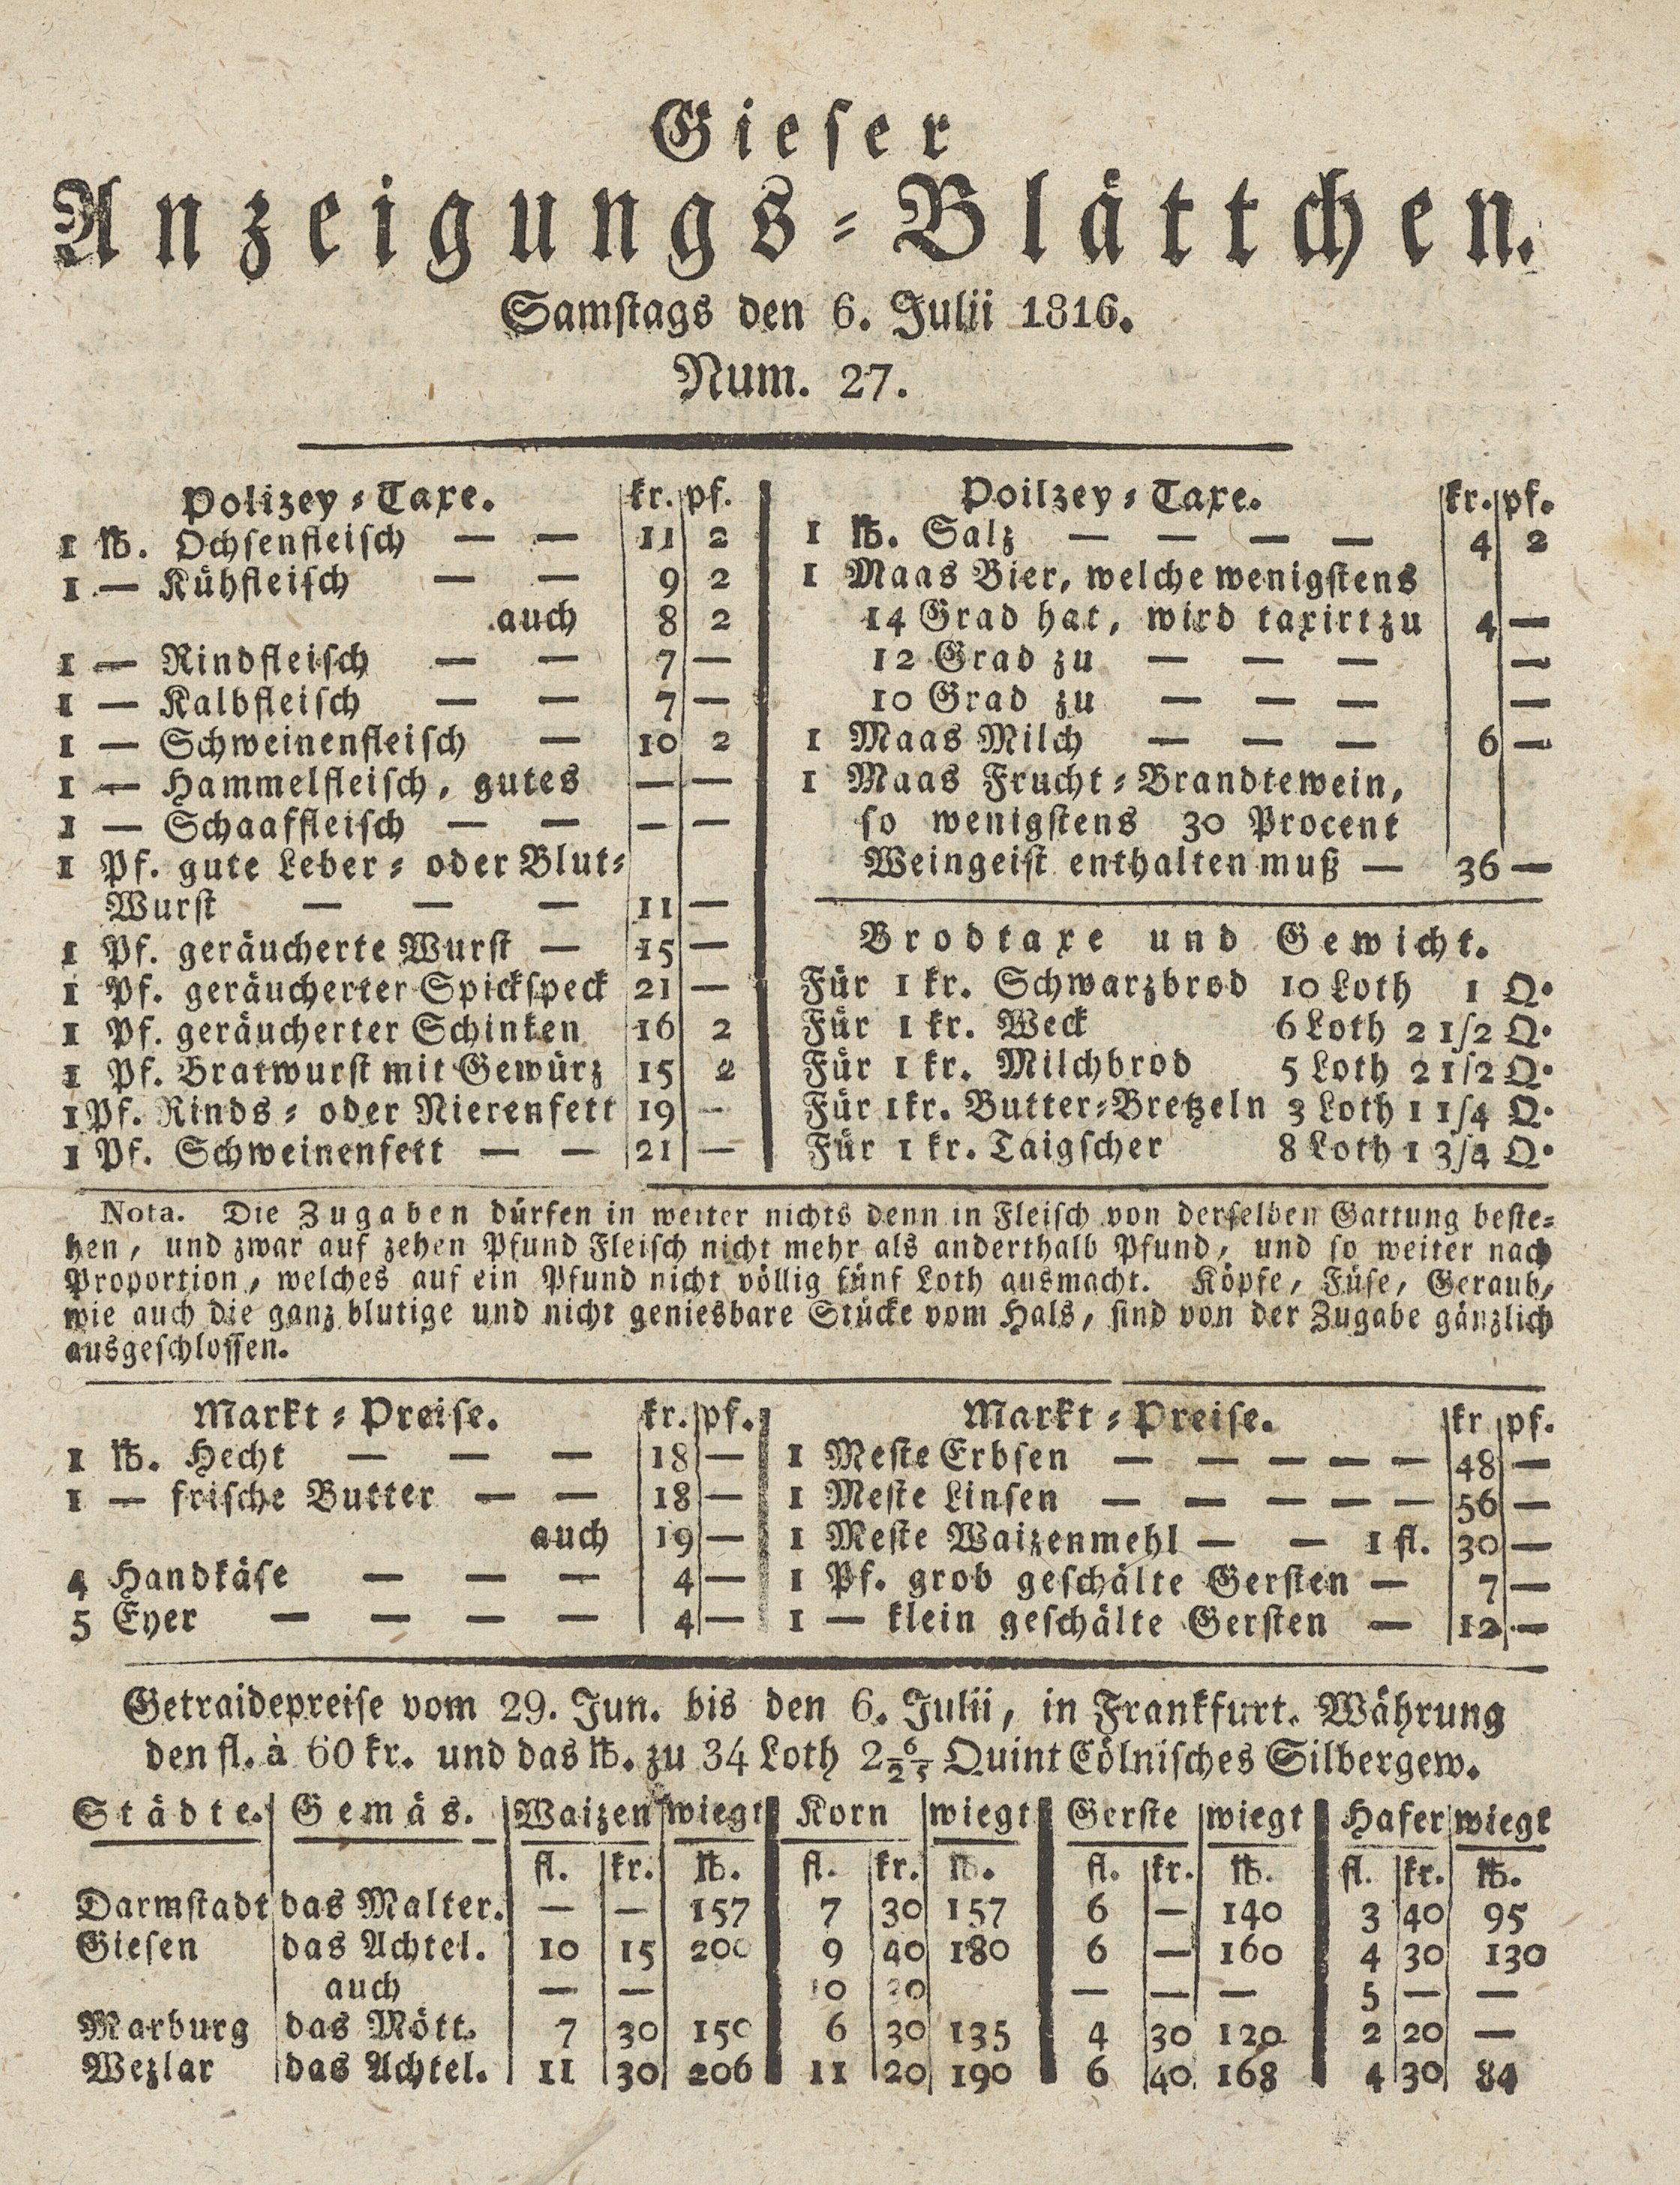 Gieser
Anzeigungs-Blättchen.
Samstags den 6. Julii 1816.
Num. 27.
Polizey-Taxe. kr. pf.
1 ℔. Ochsenfleisch — — 11 2
1 — Kühfleisch — — 9 2
auch 8 2
1 — Rindfleisch — — 7 —
1 — Kalbfleisch — — 7 —
1 — Schweinenfleisch — 10 2
1 — Hammelfleisch, gutes — —
1 — Schaaffleisch — — — —
1 Pf. gute Leber- oder Blut-
Wurst — — — 11 —
1 Pf. geräucherte Wurst — 15 —
1 Pf. geräucherter Spickspeck 21 —
1 Pf. geräucherter Schinken 16 2
1 Pf. Bratwurst mit Gewürz 15 2
1 Pf. Rinds- oder Nierenfett 19 —
1 Pf. Schweinenfett — — 21 —
Poilzey-Taxe. kr. pf.
1 ℔. Salz — — — — 4 2
1 Maas Bier, welche wenigstens
14 Grad hat, wird taxirt zu 4 —
12 Grad zu — — — —
10 Grad zu — — — —
1 Maas Milch — — — 6 —
1 Maas Frucht-Brandtewein,
so wenigstens 30 Procent
Weingeist enthalten muß — 36 —
Brodtaxe und Gewicht.
Für 1 kr. Schwarzbrod 10 Loth 1 Q.
Für 1 kr. Weck 6 Loth 2 1/2 Q.
Für 1 kr. Milchbrod 5 Loth 2 1/2 Q.
Für 1 kr. Butter-Bretzeln 3 Loth 1 1/4 Q.
Für 1 kr. Taigscher 8 Loth 1 3/4 Q.
Nota. Die Zugaben dürfen in weiter nichts denn in Fleisch von derselben Gattung beste-
hen, und zwar auf zehen Pfund Fleisch nicht mehr als anderthalb Pfund, und so weiter nach
Proportion, welches auf ein Pfund nicht völlig fünf Loth ausmacht. Köpfe, Füse, Geraub,
wie auch die ganz blutige und nicht geniesbare Stücke vom Hals, sind von der Zugabe gänzlich
ausgeschlossen.
Markt-Preise. kr. pf.
1 ℔. Hecht — — — 18 —
1 — frische Butter — — 18 —
auch 19 —
4 Handkäse — — — 4 —
5 Eyer — — — — 4 —
Markt-Preise. kr pf.
1 Meste Erbsen — — — — — 48 —
1 Meste Linsen — — — — — 56 —
1 Meste Waizenmehl — — 1 fl. 30 —
1 Pf. grob geschälte Gersten — 7 —
1 — klein geschälte Gersten — 12 —
Getraidepreise vom 29. Jun. bis den 6. Julii, in Frankfurt. Währung
den fl. à 60 kr. und das ℔. zu 34 Loth 2 6/25 Quint Cölnisches Silbergew.
Städte. Gemäs. Waizen wiegt Korn wiegt Gerste wiegt Hafer wiegt
fl. kr. ℔. fl. kr. ℔. fl. kr. ℔. fl. kr. ℔.
Darmstadt das Malter. — — 157 7 30 157 6 — 140 3 40 95
Giesen das Achtel. 10 15 200 9 40 180 6 — 160 4 30 130
auch — — 10 20 — — — 5 — —
Marburg das Mött. 7 30 150 6 30 135 4 30 120 2 20 —
Wezlar das Achtel. 11 30 206 11 20 190 6 40 168 4 30 84